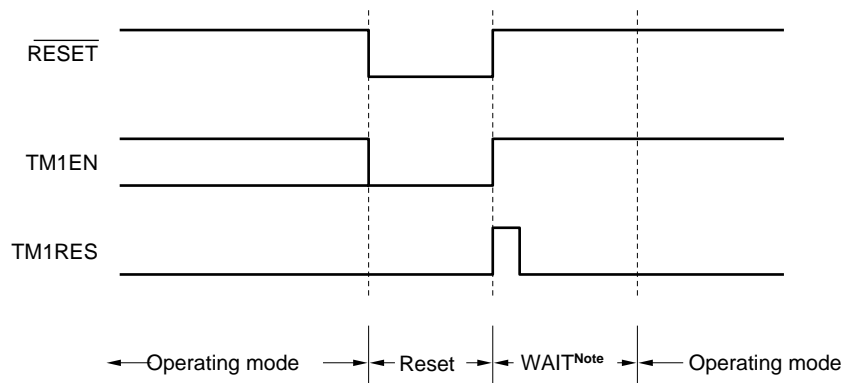 RESET
TM1EN
TM1RES
Operating mode Reset WAITNote Operating mode